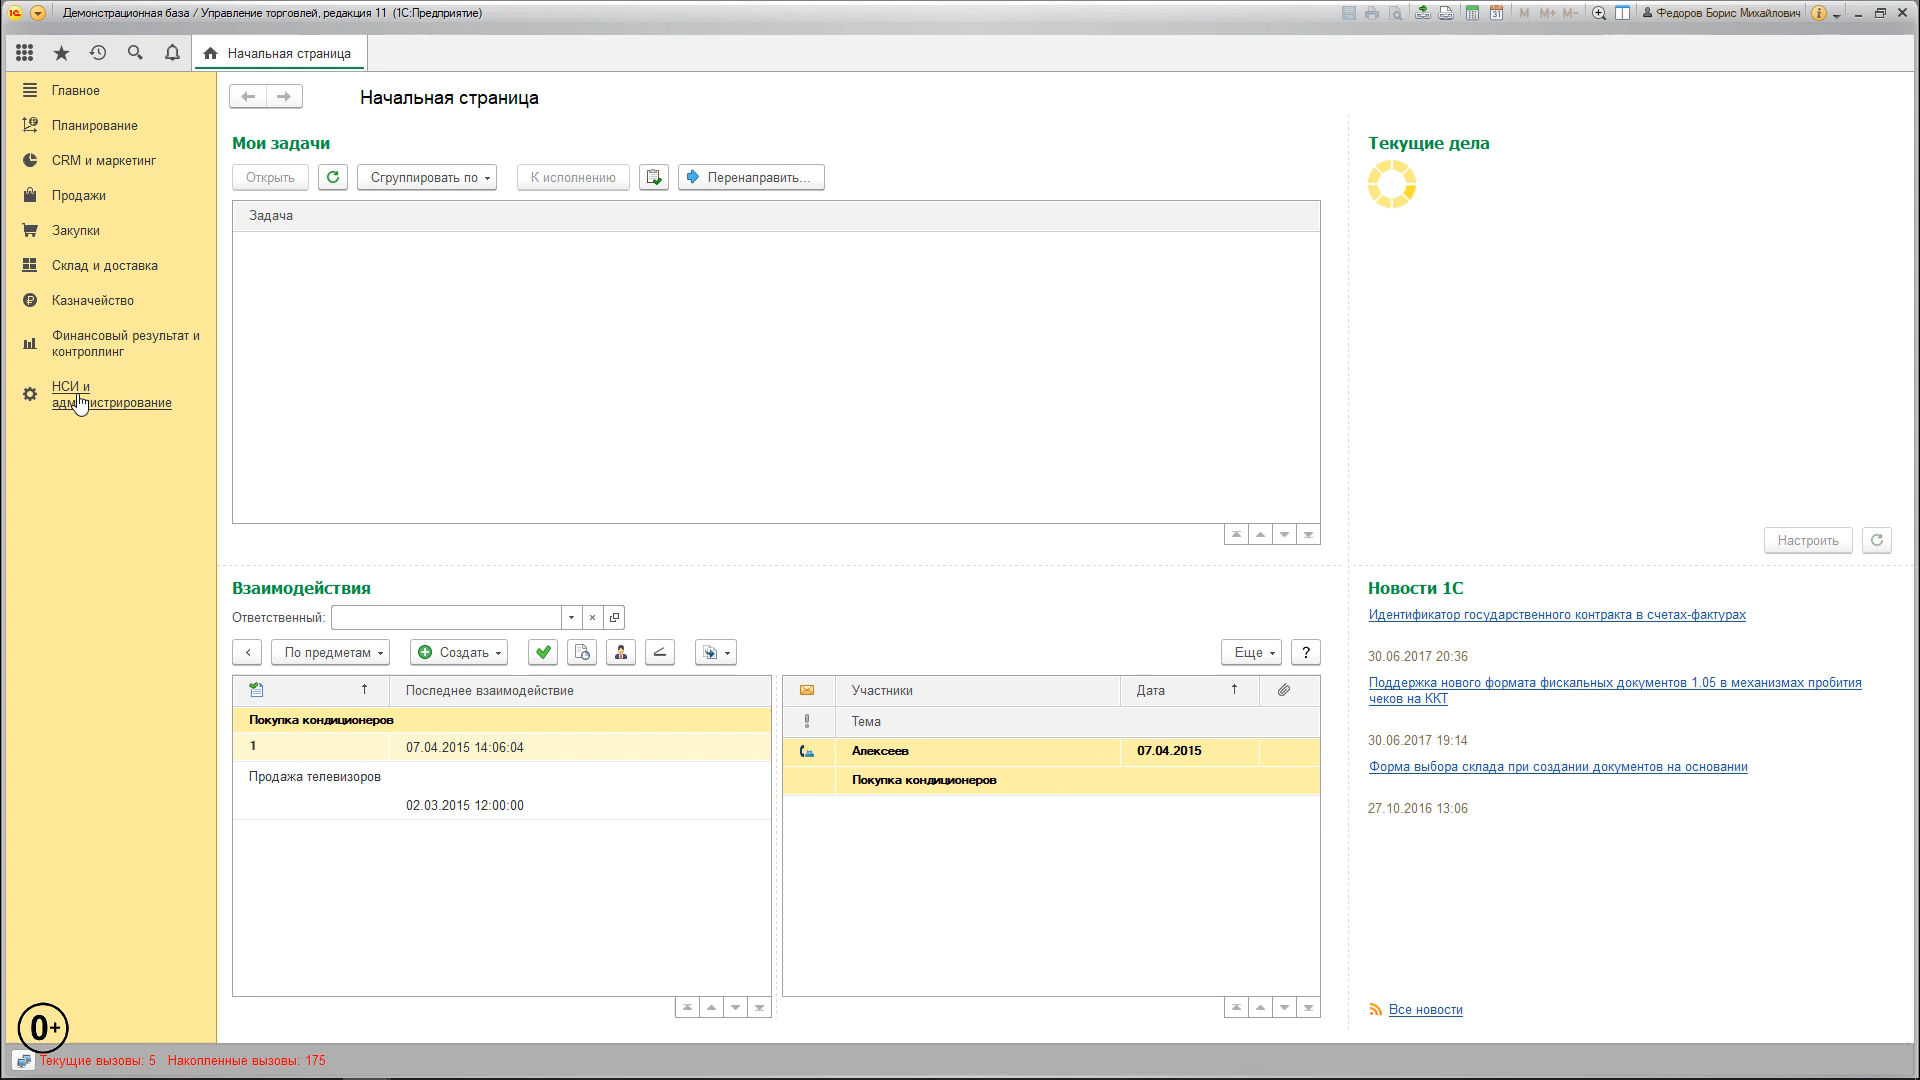 Демонстрационная база / Управление торговлей, редакция 11 (1С:Предприятие)
M M+ M-
Федоров Борис Михайлович
Начальная страница
Главное
Планирование
CRM и маркетинг
Продажи
Закупки
Склад и доставка
Казначейство
Финансовый результат и
контроллинг
НСИ и
администрирование
Начальная страница
Мои задачи
Открыть
Сгруппировать по
К исполнению
Перенаправить...
Задача
Текущие дела
Настроить
Взаимодействия
Ответственный:
По предметам
Создать
Еще
?
Последнее взаимодействие
Покупка кондиционеров
1
07.04.2015 14:06:04
Продажа телевизоров
02.03.2015 12:00:00
Участники
Дата
Тема
Алексеев
07.04.2015
Покупка кондиционеров
Новости 1С
Идентификатор государственного контракта в счетах-фактурах
30.06.2017 20:36
Поддержка нового формата фискальных документов 1.05 в механизмах пробития
чеков на ККТ
30.06.2017 19:14
Форма выбора склада при создании документов на основании
27.10.2016 13:06
Все новости
0+
Текущие вызовы: 5 Накопленные вызовы: 175